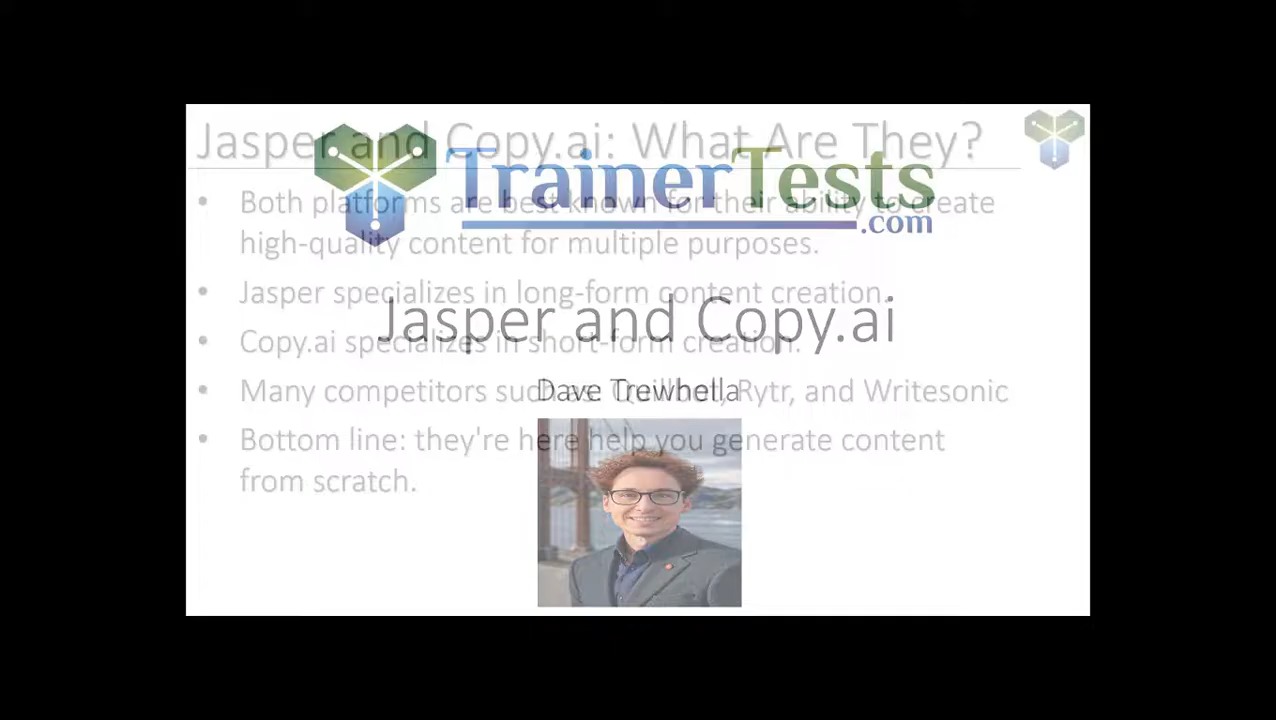 Jasper and Copy.ai: What Are They?
TrainerTests
.com
• Both platforms are best known for their ability to create
high-quality content for multiple purposes.
• Jasper specializes in long-form content creation.
Jasper and Copy.ai
• Copy.ai specializes in short-form creation.
• Many competitors such as: Quillbot, Rytr, and Writesonic
Dave Trewhella
• Bottom line: they're here help you generate content
from scratch.